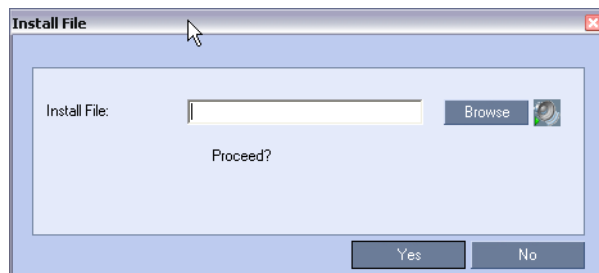 Install File
Install File:
Browse
Proceed?
Yes
No